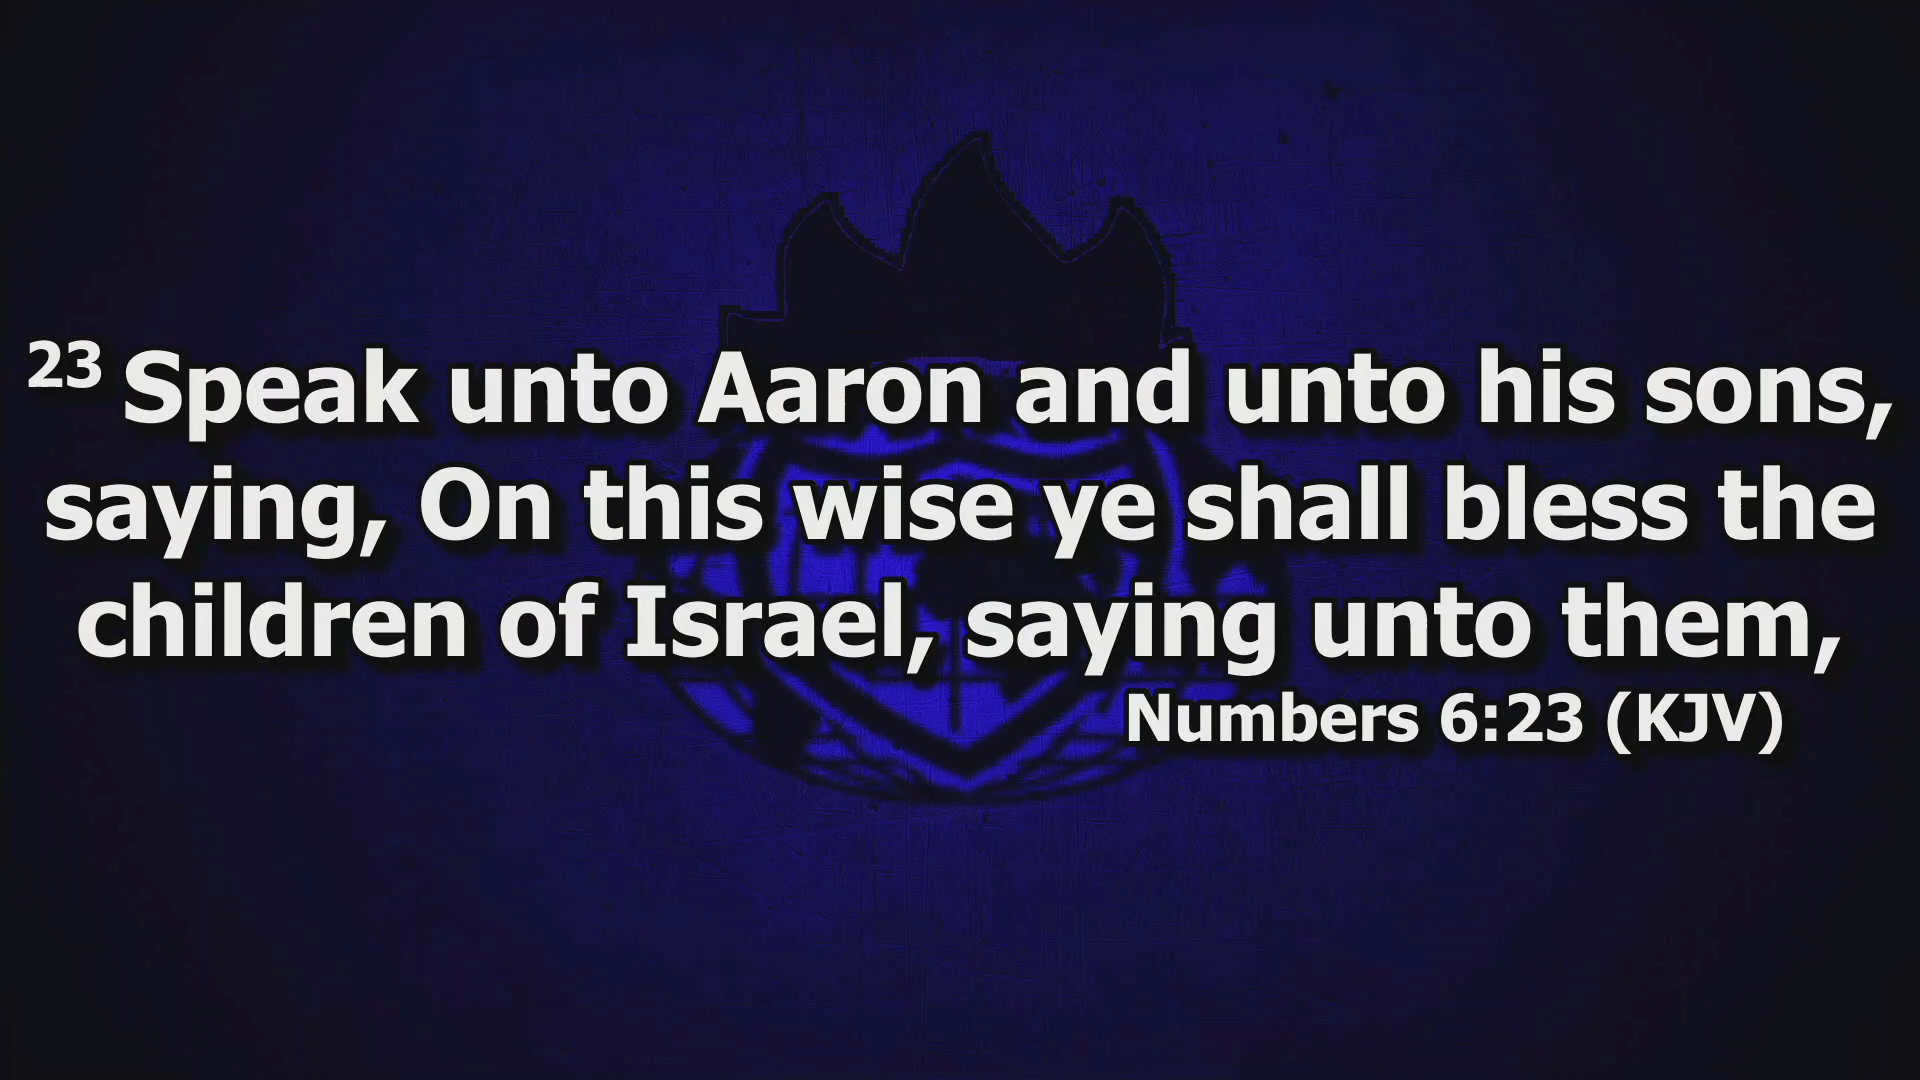 23 Speak unto Aaron and unto his sons,
saying, On this wise ye shall bless the
children of Israel, saying unto them,
Numbers 6:23 (KJV)